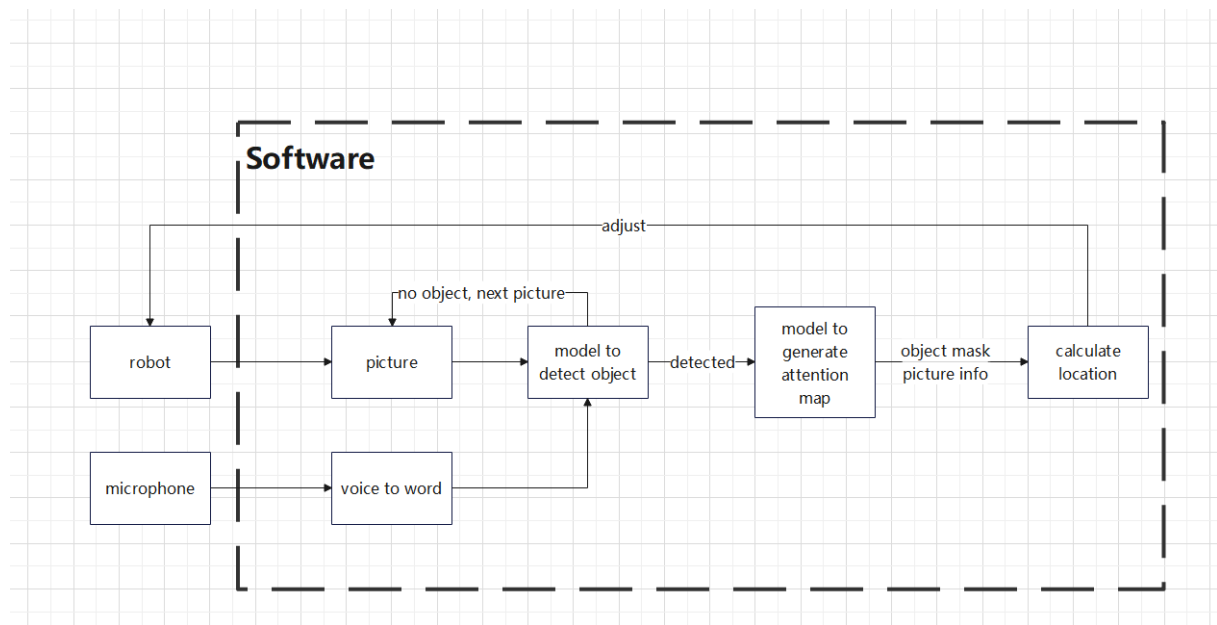 Software
adjust
no object, next picture
robot
picture
model to
detect object
detected
model to
generate
attention
map
object mask
picture info
calculate
location
microphone
voice to word